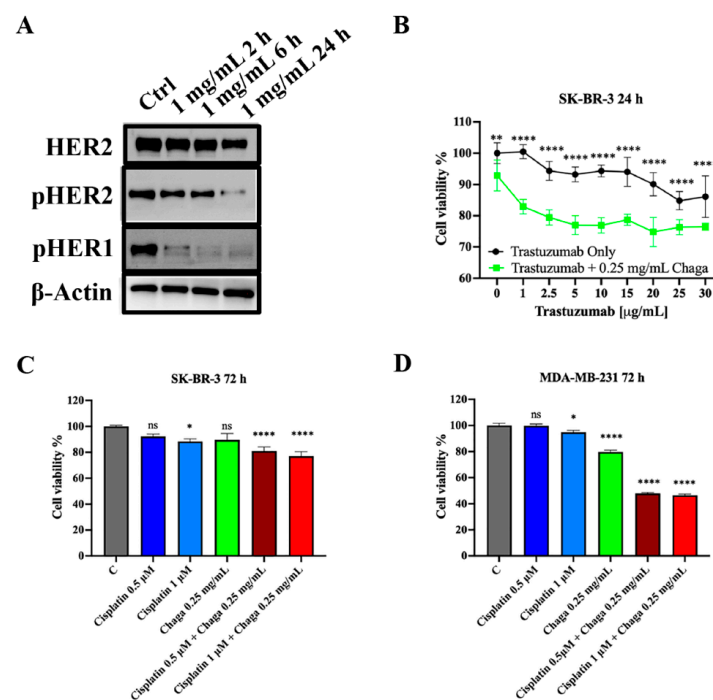 A
Ctrl
1 mg/mL 2 h
1 mg/mL 6 h
1 mg/mL 24 h
HER2
pHER2
pHER1
β-Actin
B
SK-BR-3 24 h
** **** **** **** **** **** **** **** ***
Cell viability %
110
100
90
80
70
60
Trastuzumab Only
Trastuzumab + 0.25 mg/mL Chaga
0 1 2.5 5 10 15 20 25 30
Trastuzumab [μg/mL]
C
SK-BR-3 72 h
Cell viability %
120
100
80
60
40
20
0
ns * ns **** ****
C
Cisplatin 0.5 μM
Cisplatin 1 μM
Chaga 0.25 mg/mL
Cisplatin 0.5 μM + Chaga 0.25 mg/mL
Cisplatin 1 μM + Chaga 0.25 mg/mL
D
MDA-MB-231 72 h
Cell viability %
120
100
80
60
40
20
0
ns * **** **** ****
C
Cisplatin 0.5 μM
Cisplatin 1 μM
Chaga 0.25 mg/mL
Cisplatin 0.5μM + Chaga 0.25 mg/mL
Cisplatin 1 μM + Chaga 0.25 mg/mL